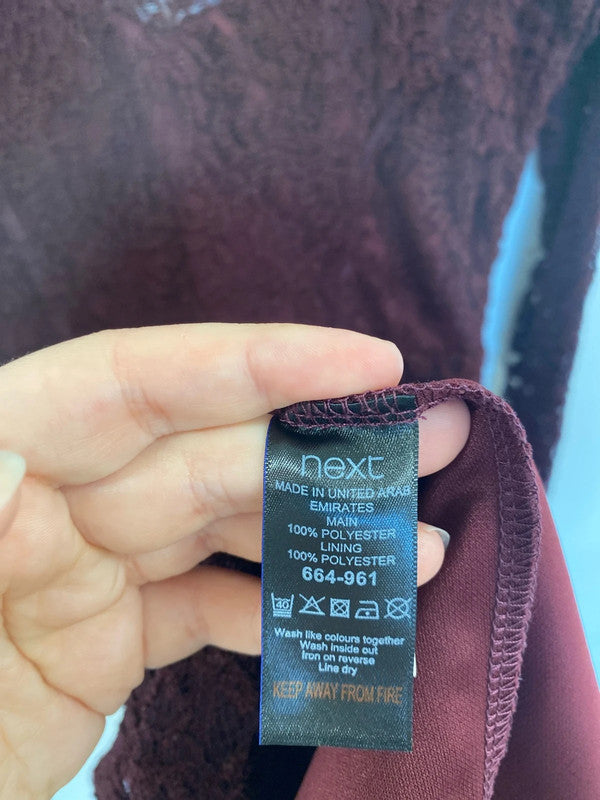 next
MADE IN UNITED ARAB
EMIRATES
MAIN
100% POLYESTER
LINING
100% POLYESTER
664-961
40
Wash like colours together
Wash inside out
Iron on reverse
Line dry
KEEP AWAY FROM FIRE